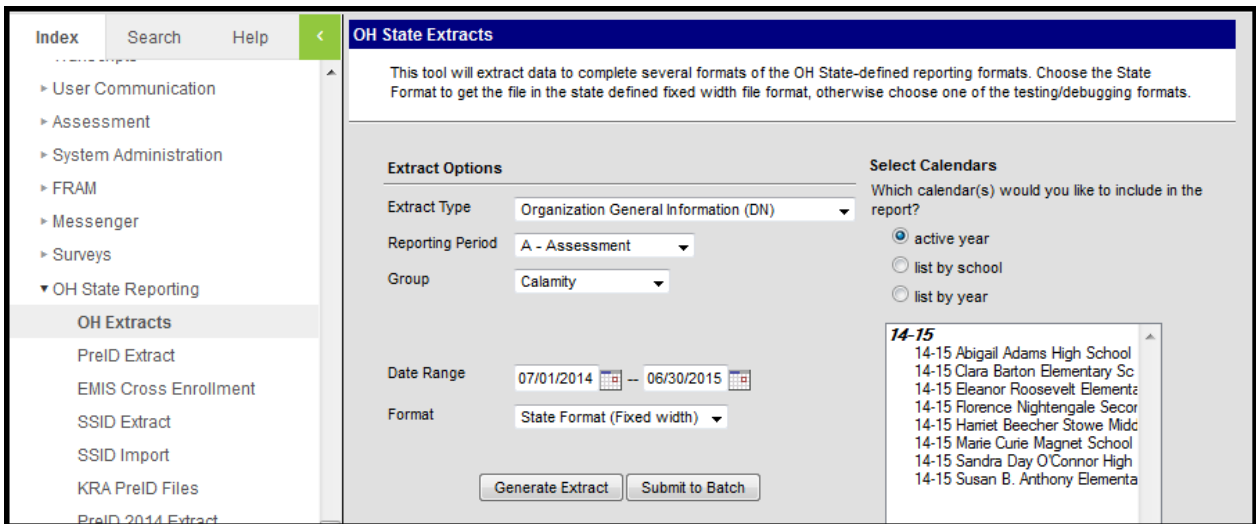 Index
Search
Help
User Communication
Assessment
System Administration
FRAM
Messenger
Surveys
OH State Reporting
OH Extracts
PreID Extract
EMIS Cross Enrollment
SSID Extract
SSID Import
KRA PreID Files
PreID 2014 Extract
OH State Extracts
This tool will extract data to complete several formats of the OH State-defined reporting formats. Choose the State
Format to get the file in the state defined fixed width file format, otherwise choose one of the testing/debugging formats.
Extract Options
Extract Type
Organization General Information (DN)
Reporting Period
A - Assessment
Group
Calamity
Date Range
07/01/2014 -- 06/30/2015
Format
State Format (Fixed width)
Generate Extract
Submit to Batch
Select Calendars
Which calendar(s) would you like to include in the
report?
active year
list by school
list by year
14-15
14-15 Abigail Adams High School
14-15 Clara Barton Elementary Sc
14-15 Eleanor Roosevelt Elementa
14-15 Florence Nightengale Secor
14-15 Harriet Beecher Stowe Midd
14-15 Marie Curie Magnet School
14-15 Sandra Day O'Connor High
14-15 Susan B. Anthony Elementa